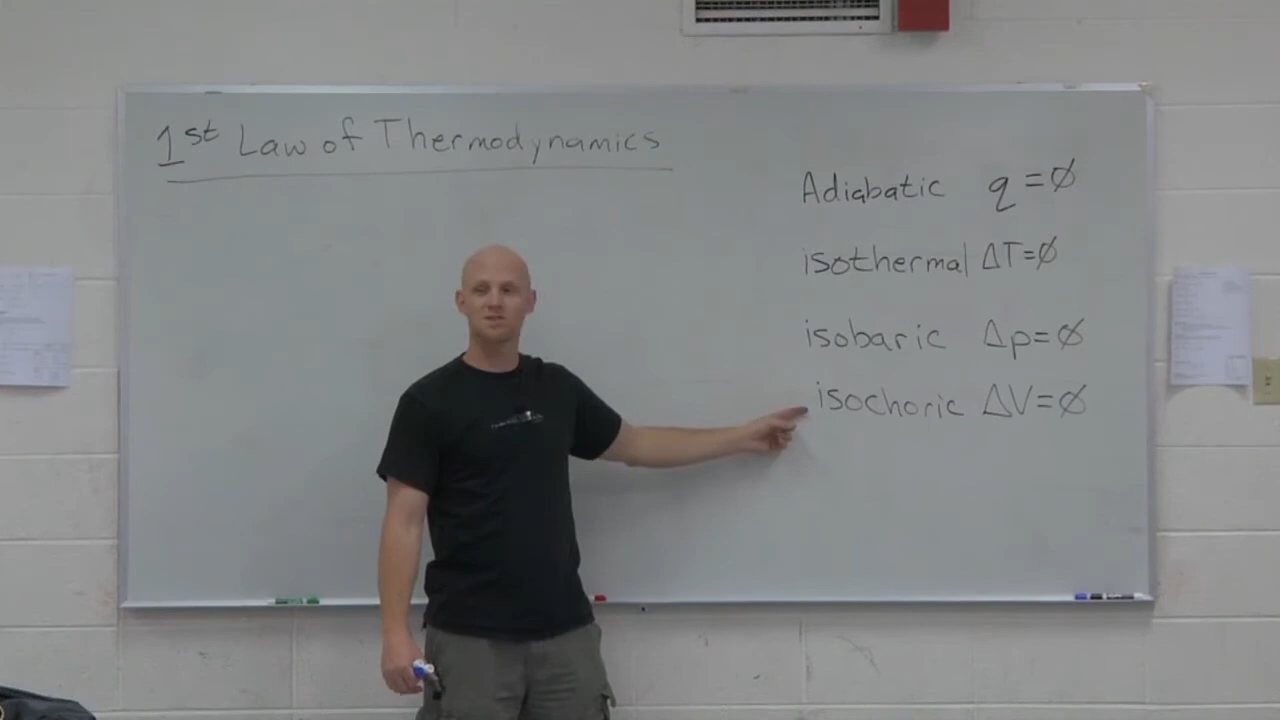 1st Law of Thermodynamics
Adiabatic q=∅
isothermal ΔT=∅
isobaric Δp=∅
isochoric ΔV=∅